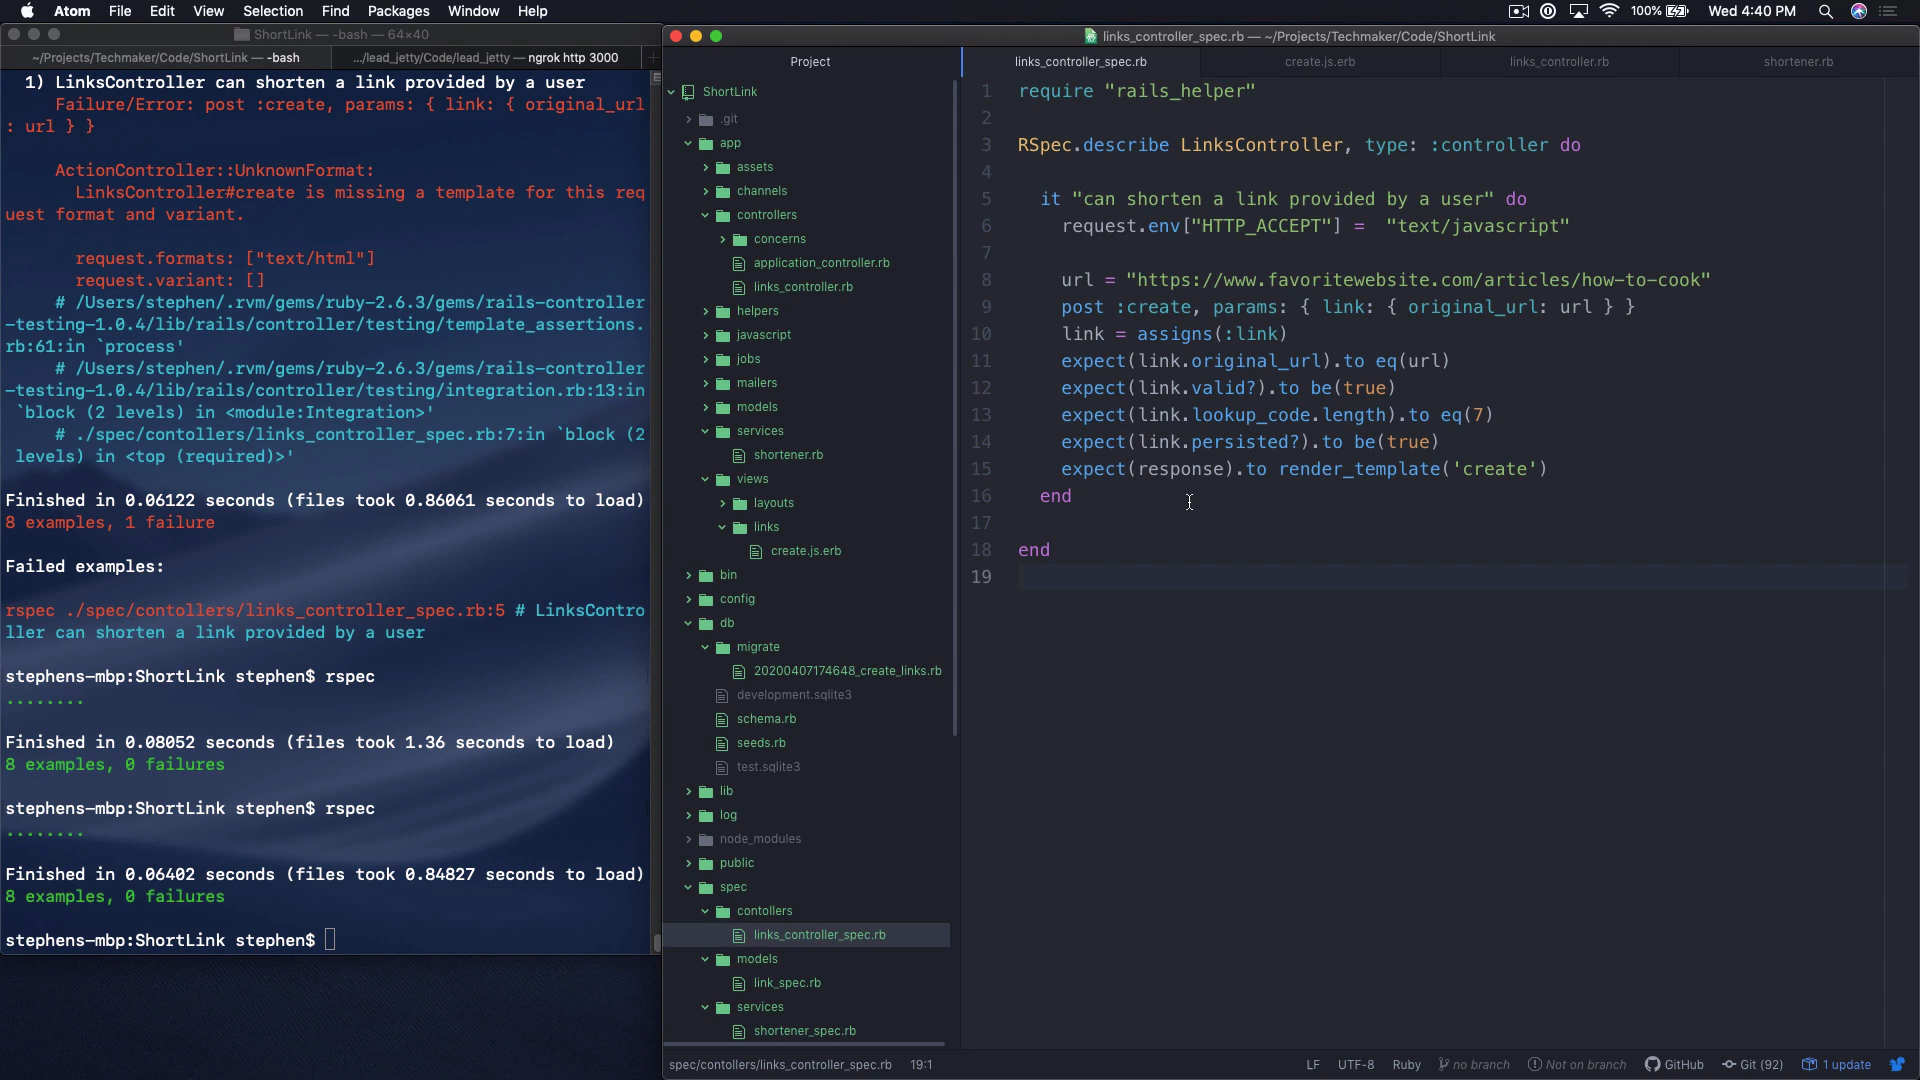 Atom File Edit View Selection Find Packages Window Help 100% Wed 4:40 PM
ShortLink — -bash — 64×40
~/Projects/Techmaker/Code/ShortLink — -bash .../lead_jetty/Code/lead_jetty — ngrok http 3000
1) LinksController can shorten a link provided by a user
Failure/Error: post :create, params: { link: { original_url
: url } }
ActionController::UnknownFormat:
LinksController#create is missing a template for this req
uest format and variant.
request.formats: ["text/html"]
request.variant: []
# /Users/stephen/.rvm/gems/ruby-2.6.3/gems/rails-controller
-testing-1.0.4/lib/rails/controller/testing/template_assertions.
rb:61:in `process'
# /Users/stephen/.rvm/gems/ruby-2.6.3/gems/rails-controller
-testing-1.0.4/lib/rails/controller/testing/integration.rb:13:in
`block (2 levels) in <module:Integration>'
# ./spec/contollers/links_controller_spec.rb:7:in `block (2
levels) in <top (required)>'
Finished in 0.06122 seconds (files took 0.86061 seconds to load)
8 examples, 1 failure
Failed examples:
rspec ./spec/contollers/links_controller_spec.rb:5 # LinksContro
ller can shorten a link provided by a user
stephens-mbp:ShortLink stephen$ rspec
........
Finished in 0.08052 seconds (files took 1.36 seconds to load)
8 examples, 0 failures
stephens-mbp:ShortLink stephen$ rspec
........
Finished in 0.06402 seconds (files took 0.84827 seconds to load)
8 examples, 0 failures
stephens-mbp:ShortLink stephen$
links_controller_spec.rb — ~/Projects/Techmaker/Code/ShortLink
Project
ShortLink
.git
app
assets
channels
controllers
concerns
application_controller.rb
links_controller.rb
helpers
javascript
jobs
mailers
models
services
shortener.rb
views
layouts
links
create.js.erb
bin
config
db
migrate
20200407174648_create_links.rb
development.sqlite3
schema.rb
seeds.rb
test.sqlite3
lib
log
node_modules
public
spec
contollers
links_controller_spec.rb
models
link_spec.rb
services
shortener_spec.rb
links_controller_spec.rb create.js.erb links_controller.rb shortener.rb
1 require "rails_helper"
2
3 RSpec.describe LinksController, type: :controller do
4
5 it "can shorten a link provided by a user" do
6 request.env["HTTP_ACCEPT"] = "text/javascript"
7
8 url = "https://www.favoritewebsite.com/articles/how-to-cook"
9 post :create, params: { link: { original_url: url } }
10 link = assigns(:link)
11 expect(link.original_url).to eq(url)
12 expect(link.valid?).to be(true)
13 expect(link.lookup_code.length).to eq(7)
14 expect(link.persisted?).to be(true)
15 expect(response).to render_template('create')
16 end
17
18 end
19
spec/contollers/links_controller_spec.rb 19:1 LF UTF-8 Ruby no branch Not on branch GitHub Git (92) 1 update